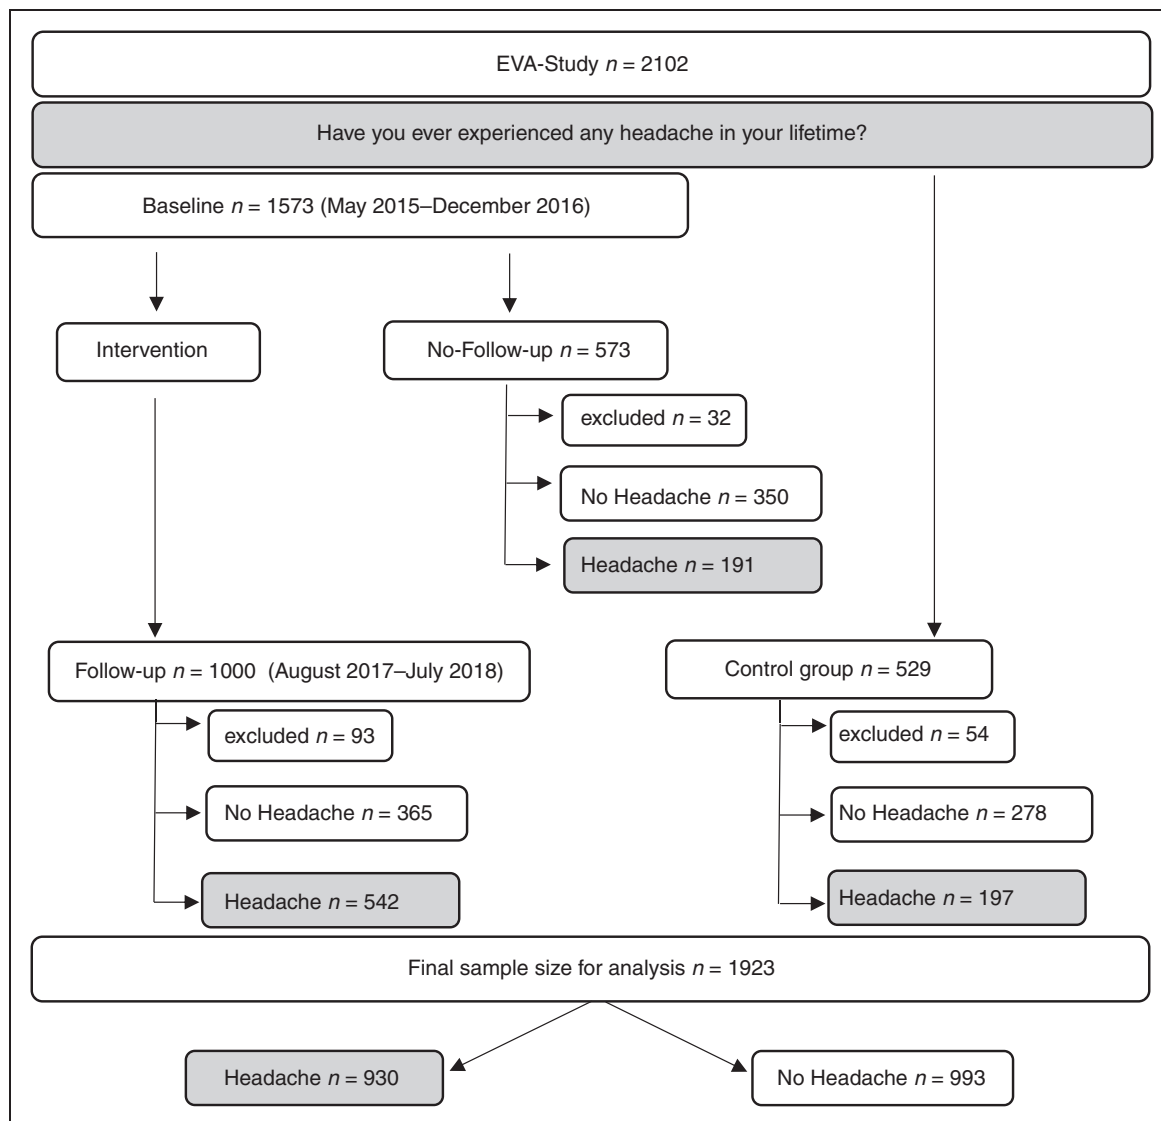 EVA-Study n = 2102
Have you ever experienced any headache in your lifetime?
Baseline n = 1573 (May 2015–December 2016)
Intervention
No-Follow-up n = 573
excluded n = 32
No Headache n = 350
Headache n = 191
Follow-up n = 1000 (August 2017–July 2018)
excluded n = 93
No Headache n = 365
Headache n = 542
Control group n = 529
excluded n = 54
No Headache n = 278
Headache n = 197
Final sample size for analysis n = 1923
Headache n = 930
No Headache n = 993